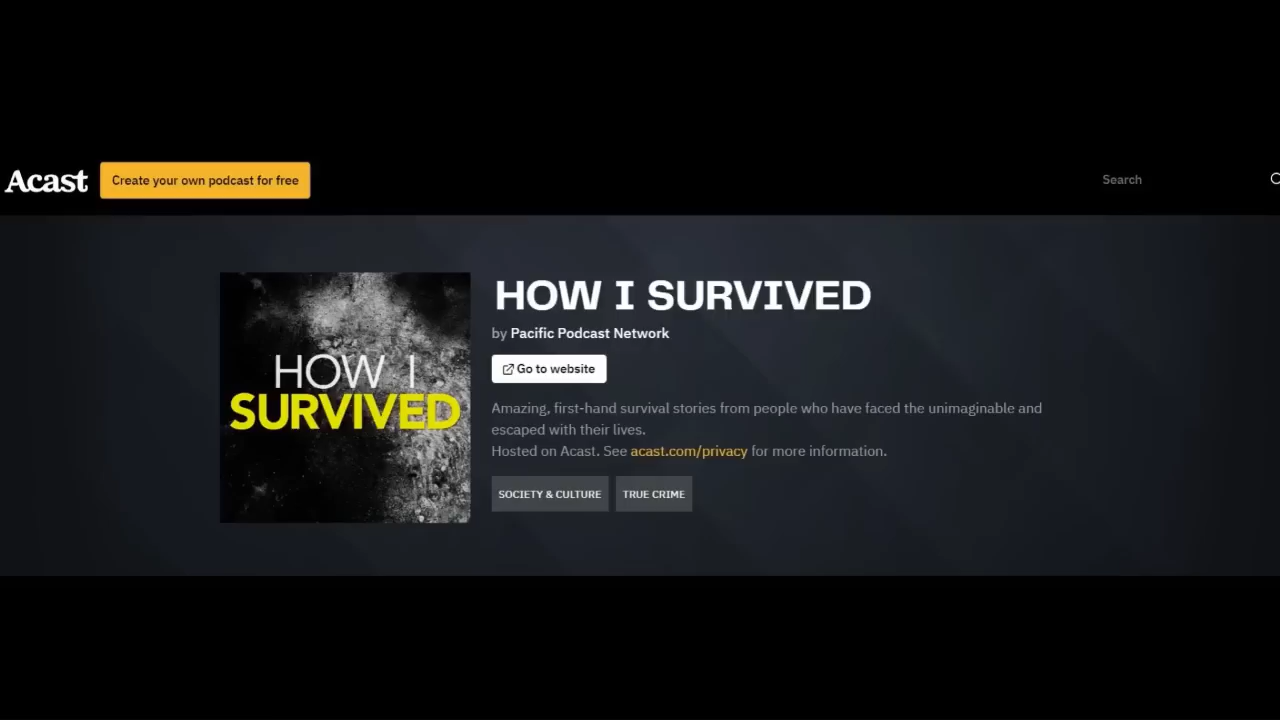 Acast
Create your own podcast for free
Search
HOW I
SURVIVED
HOW I SURVIVED
by Pacific Podcast Network
Go to website
Amazing, first-hand survival stories from people who have faced the unimaginable and
escaped with their lives.
Hosted on Acast. See acast.com/privacy for more information.
SOCIETY & CULTURE
TRUE CRIME